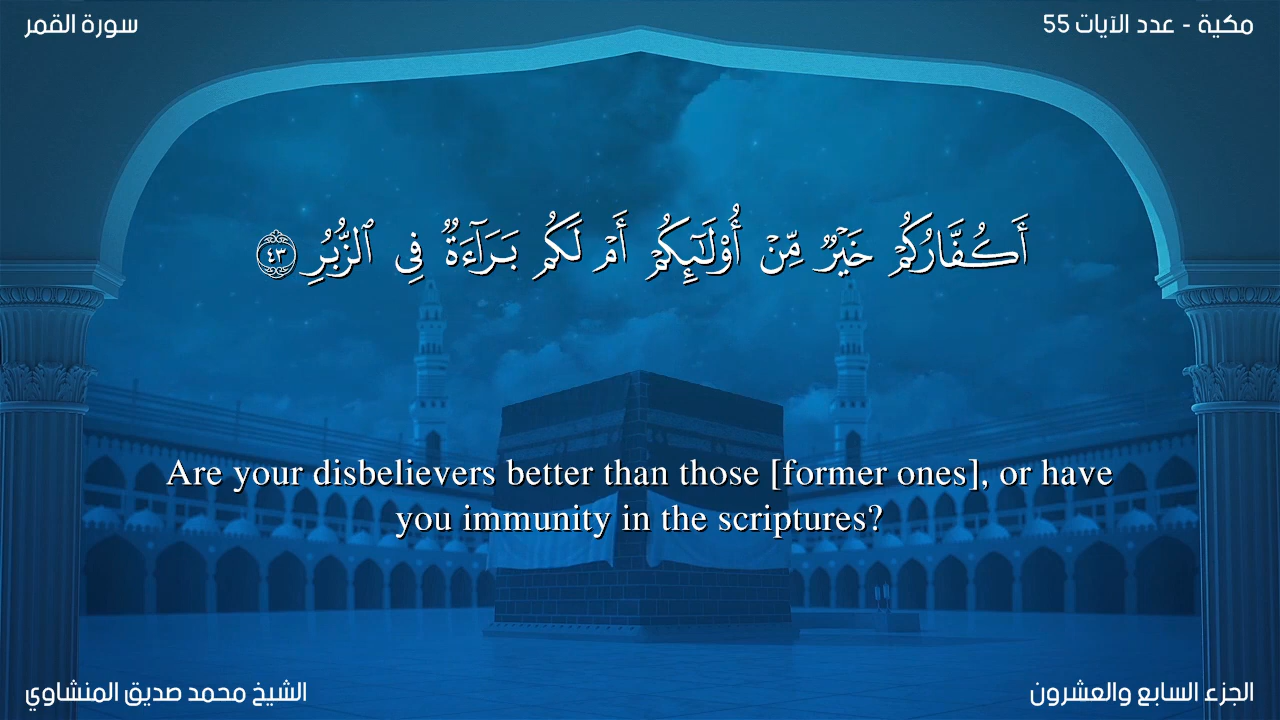 مكية - عدد الآيات 55
سورة القمر
أَكُفَّارُكُمْ خَيْرٌ مِّنْ أُوْلَٰٓئِكُمْ أَمْ لَكُم بَرَآءَةٌ فِي ٱلزُّبُرِ ٤٣
Are your disbelievers better than those [former ones], or have
you immunity in the scriptures?
الجزء السابع والعشرون
الشيخ محمد صديق المنشاوي